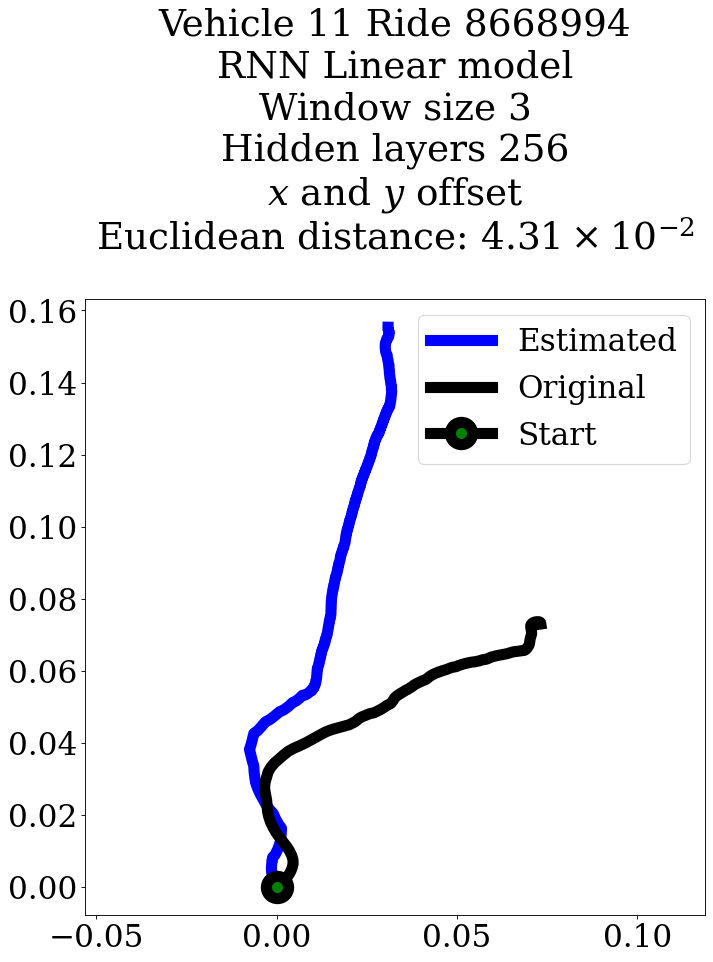 Vehicle 11 Ride 8668994
RNN Linear model
Window size 3
Hidden layers 256
x and y offset
Euclidean distance: 4.31 × 10⁻²
0.16
0.14
0.12
0.10
0.08
0.06
0.04
0.02
0.00
Estimated
Original
Start
−0.05
0.00
0.05
0.10